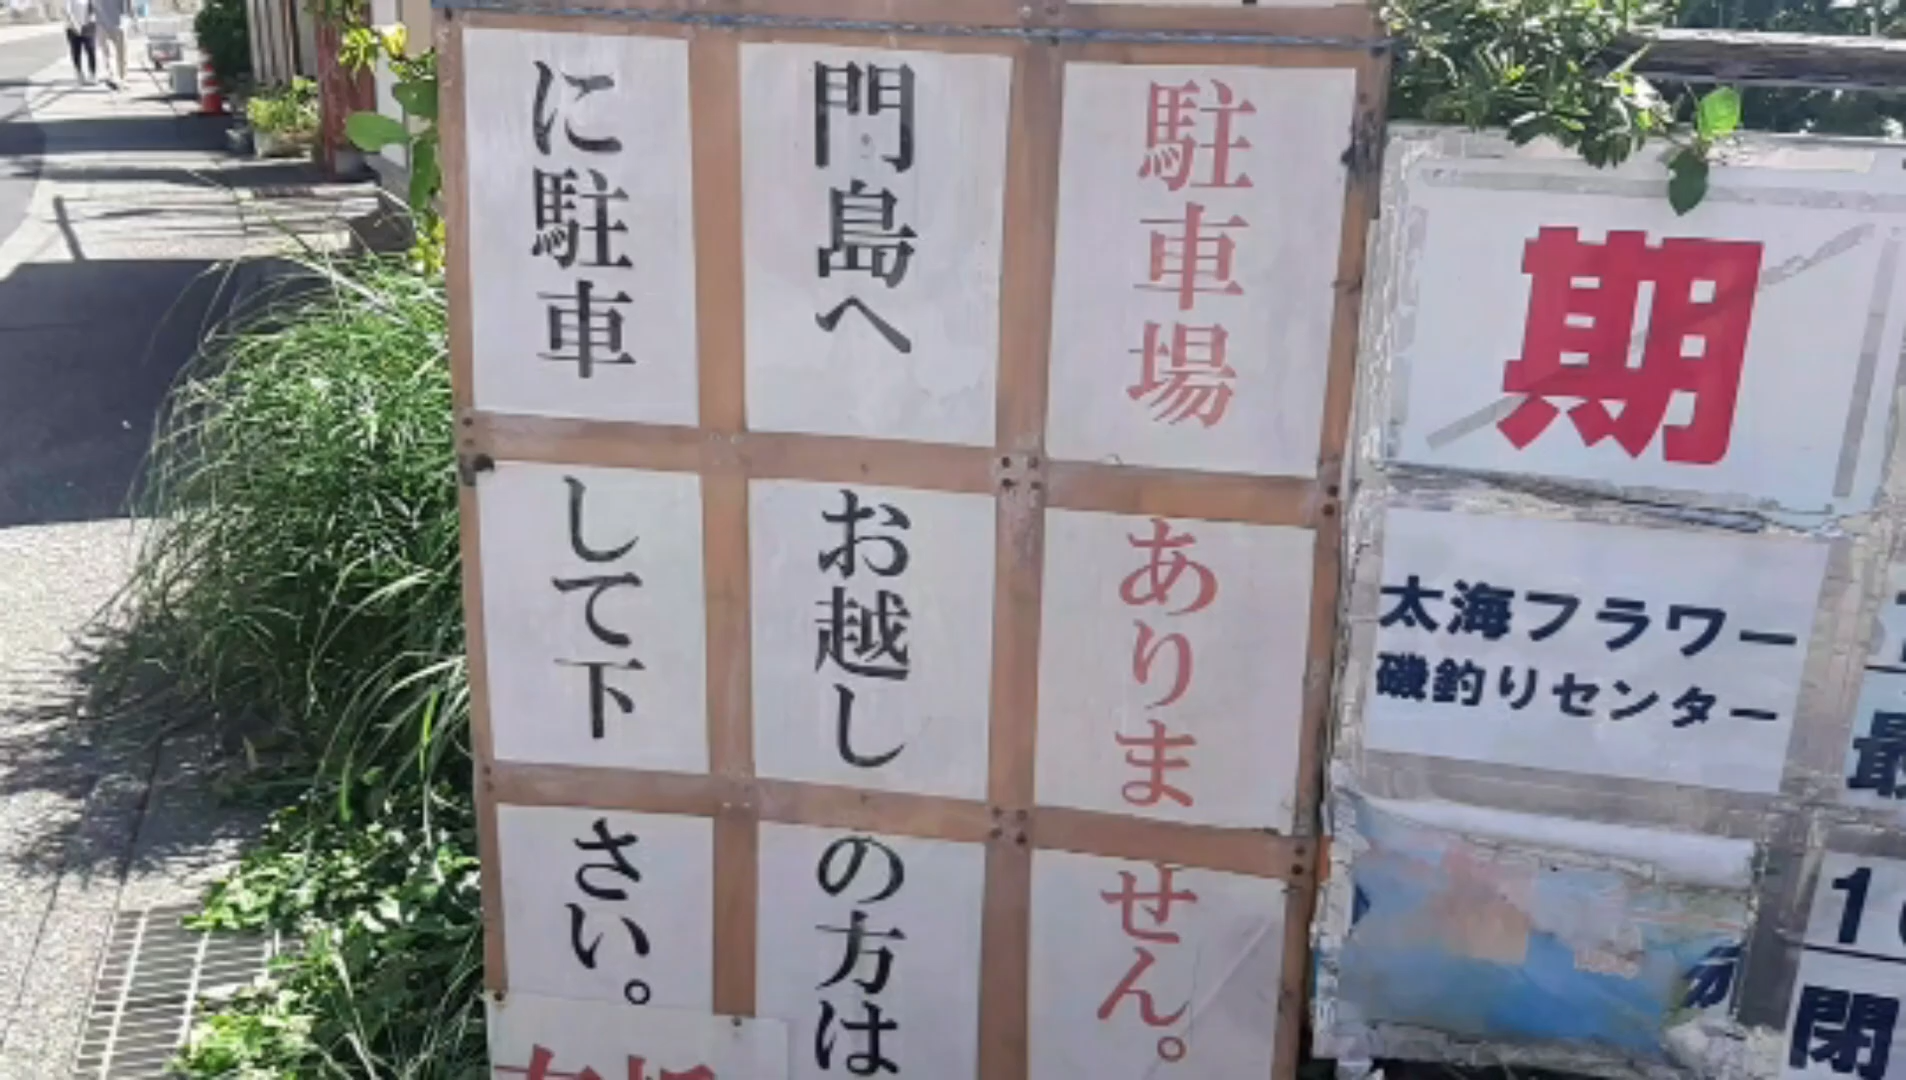 駐車場ありません。
門島へお越しの方は
に駐車して下さい。
期
太海フラワー
磯釣りセンター
最
閉